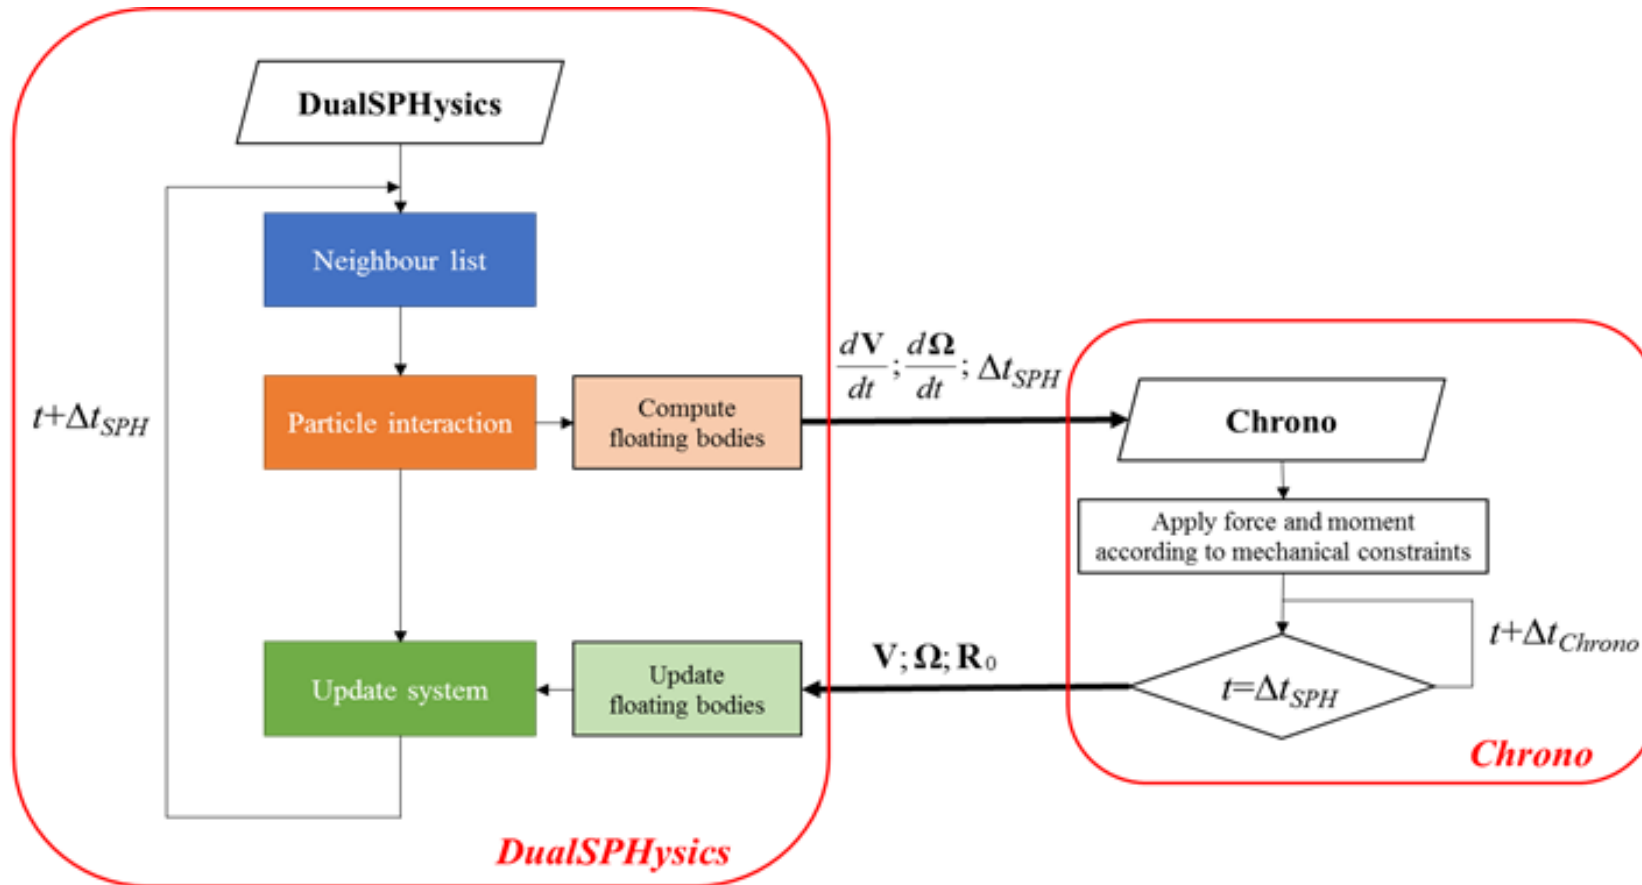 DualSPHysics
Neighbour list
Particle interaction
t+Δt_SPH
Compute
floating bodies
dV/dt; dΩ/dt; Δt_SPH
Chrono
Apply force and moment
according to mechanical constraints
t+Δt_Chrono
t=Δt_SPH
V; Ω; R₀
Update
floating bodies
Update system
Chrono
DualSPHysics